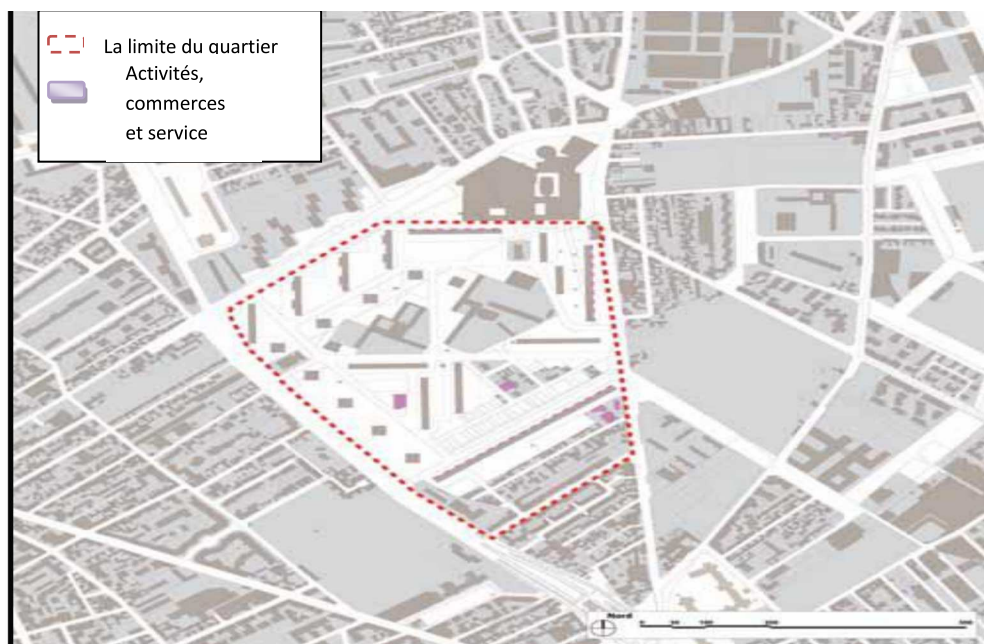 La limite du quartier
Activités,
commerces
et service
Nord